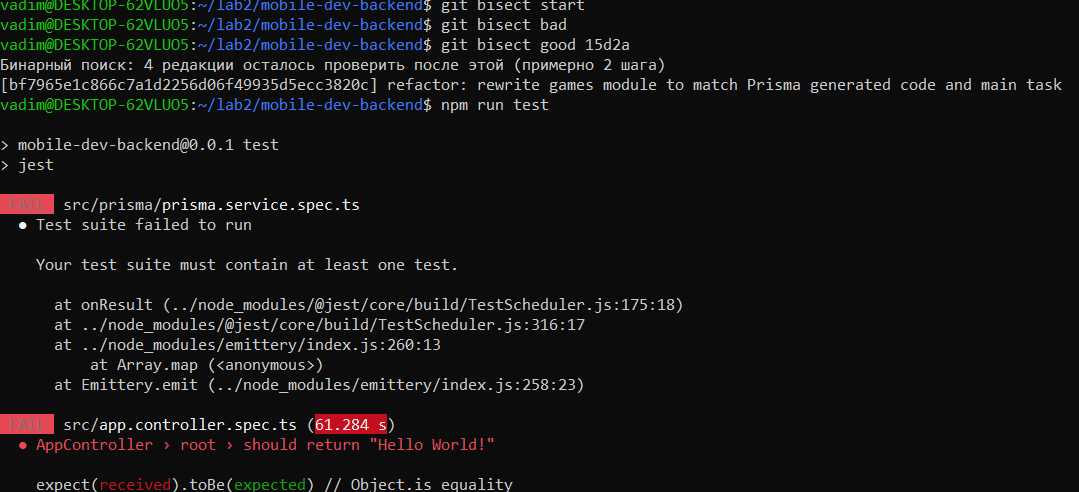 vadim@DESKTOP-62VLUO5:~/lab2/mobile-dev-backend$ git bisect start
vadim@DESKTOP-62VLUO5:~/lab2/mobile-dev-backend$ git bisect bad
vadim@DESKTOP-62VLUO5:~/lab2/mobile-dev-backend$ git bisect good 15d2a
Бинарный поиск: 4 редакции осталось проверить после этой (примерно 2 шага)
[bf7965e1c866c7a1d2256d06f49935d5ecc3820c] refactor: rewrite games module to match Prisma generated code and main task
vadim@DESKTOP-62VLUO5:~/lab2/mobile-dev-backend$ npm run test
> mobile-dev-backend@0.0.1 test
> jest
FAIL src/prisma/prisma.service.spec.ts
● Test suite failed to run
Your test suite must contain at least one test.
at onResult (../node_modules/@jest/core/build/TestScheduler.js:175:18)
at ../node_modules/@jest/core/build/TestScheduler.js:316:17
at ../node_modules/emittery/index.js:260:13
at Array.map (<anonymous>)
at Emittery.emit (../node_modules/emittery/index.js:258:23)
FAIL src/app.controller.spec.ts (61.284 s)
● AppController › root › should return "Hello World!"
expect(received).toBe(expected) // Object.is equality